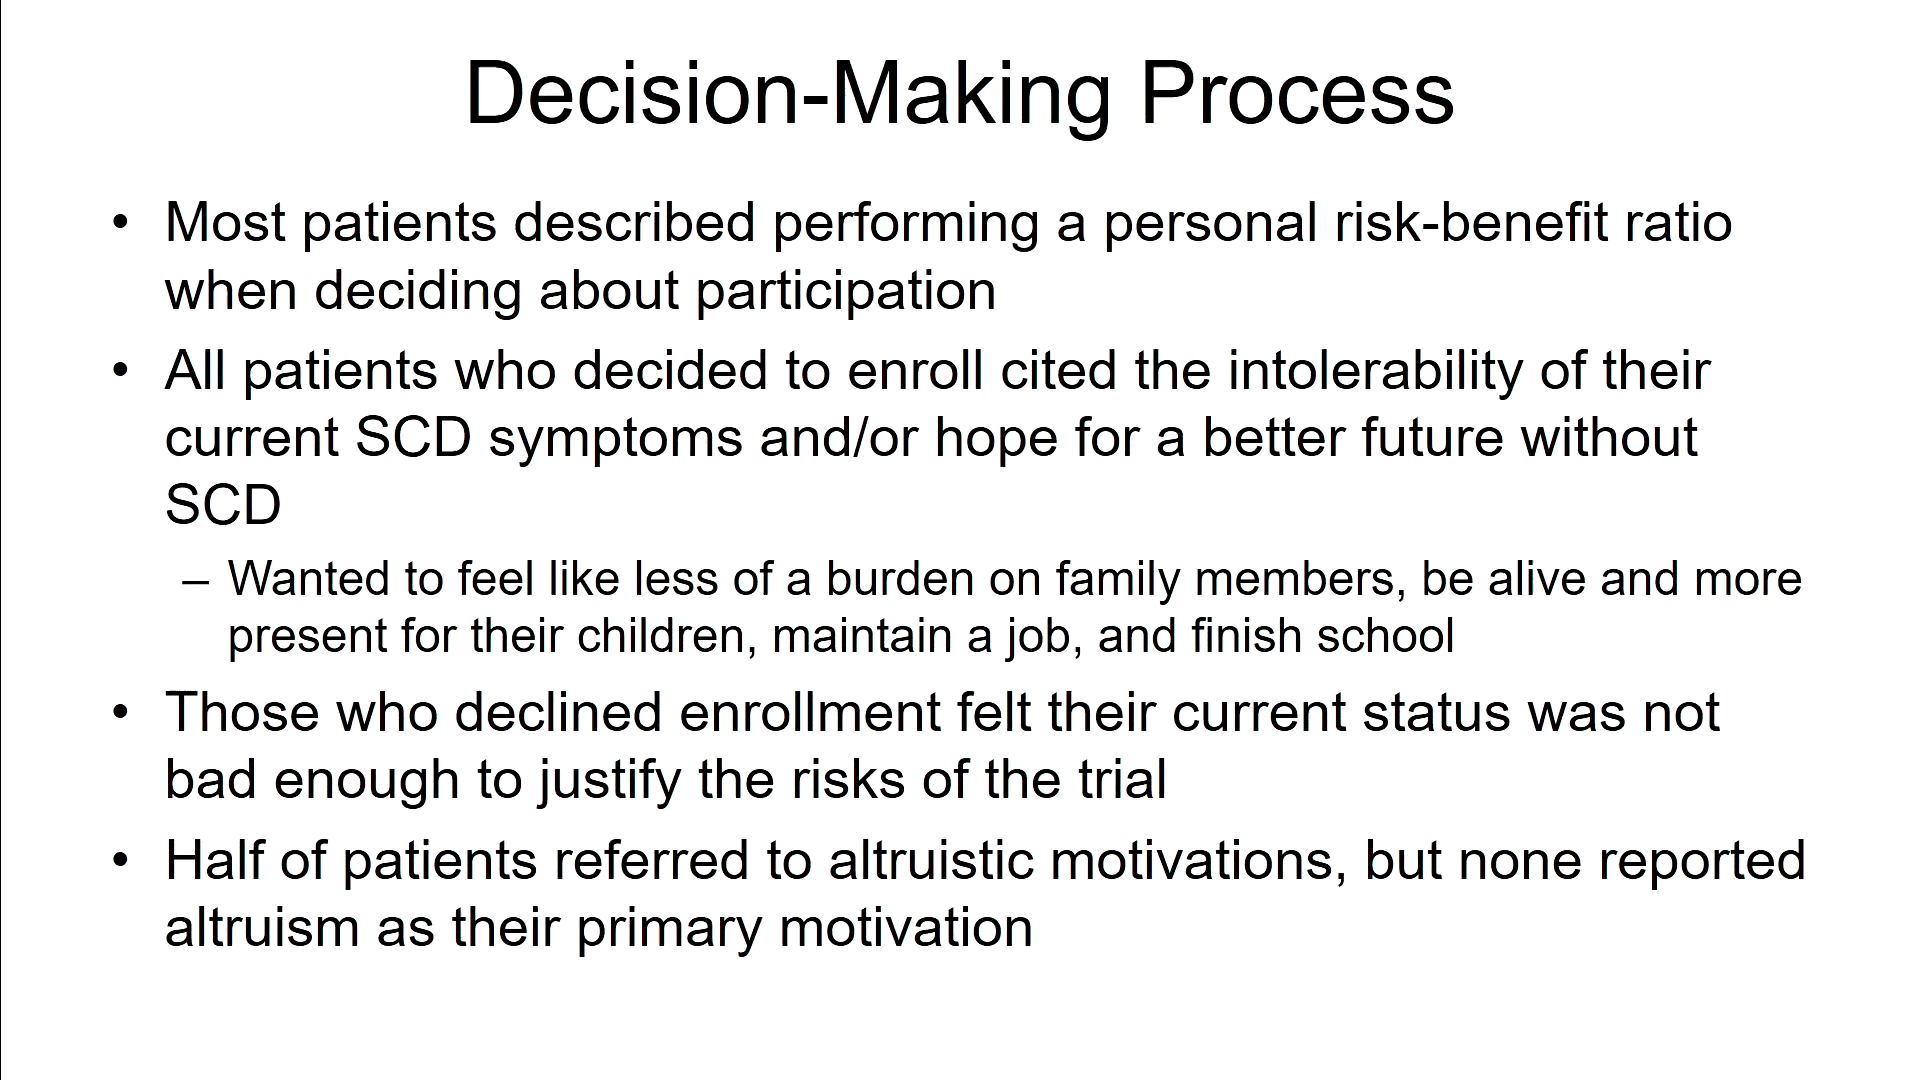 Decision-Making Process
• Most patients described performing a personal risk-benefit ratio
when deciding about participation
• All patients who decided to enroll cited the intolerability of their
current SCD symptoms and/or hope for a better future without
SCD
– Wanted to feel like less of a burden on family members, be alive and more
present for their children, maintain a job, and finish school
• Those who declined enrollment felt their current status was not
bad enough to justify the risks of the trial
• Half of patients referred to altruistic motivations, but none reported
altruism as their primary motivation